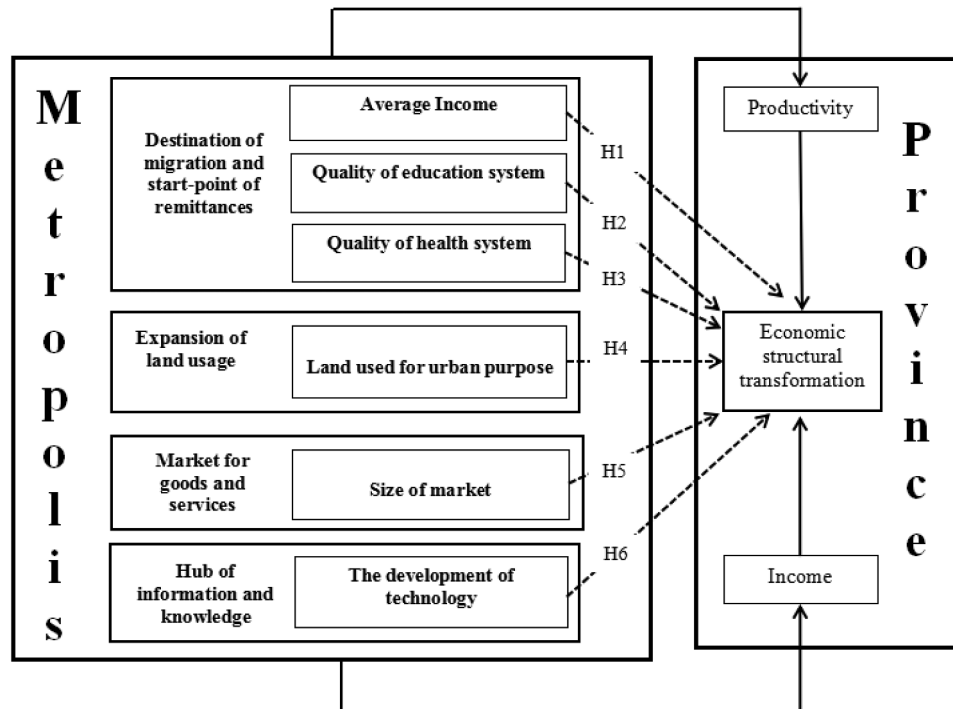 Metropolis
Destination of
migration and
start-point of
remittances
Average Income
Quality of education system
Quality of health system
Expansion of
land usage
Land used for urban purpose
Market for
goods and
services
Size of market
Hub of
information and
knowledge
The development of
technology
H1
H2
H3
H4
H5
H6
Productivity
Economic
structural
transformation
Income
Province